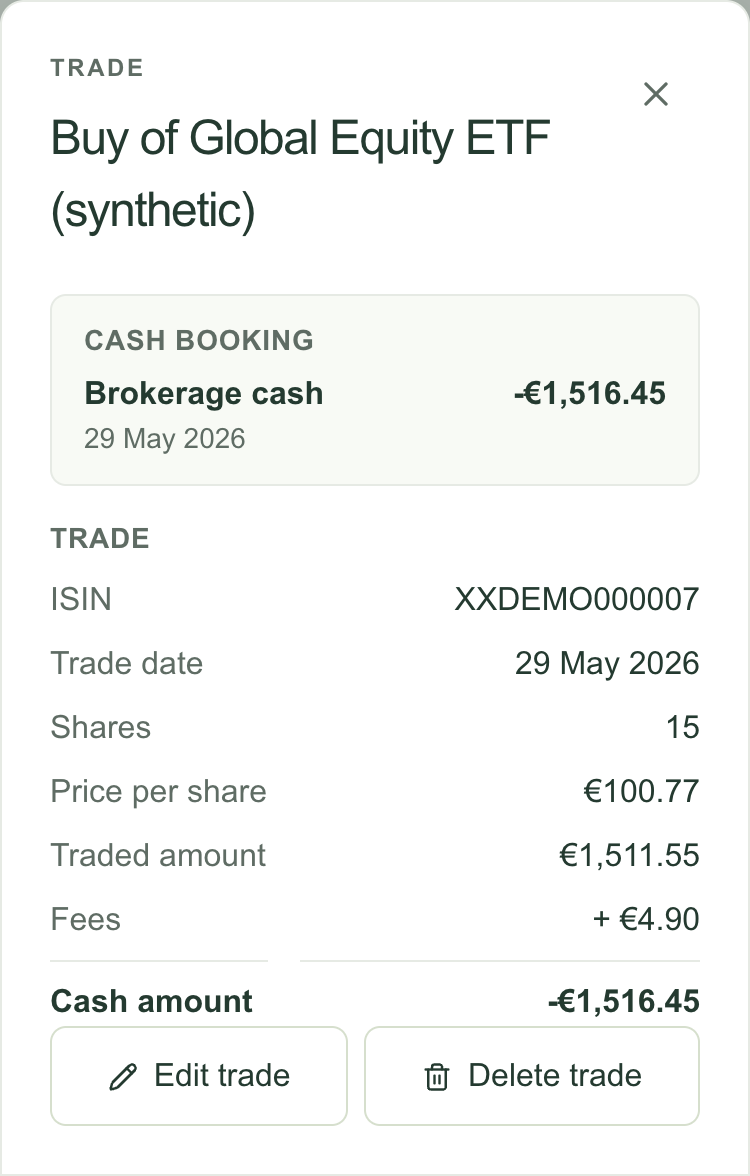 TRADE
Buy of Global Equity ETF
(synthetic)
CASH BOOKING
Brokerage cash -€1,516.45
29 May 2026
TRADE
ISIN XXDEMO000007
Trade date 29 May 2026
Shares 15
Price per share €100.77
Traded amount €1,511.55
Fees + €4.90
Cash amount -€1,516.45
Edit trade Delete trade